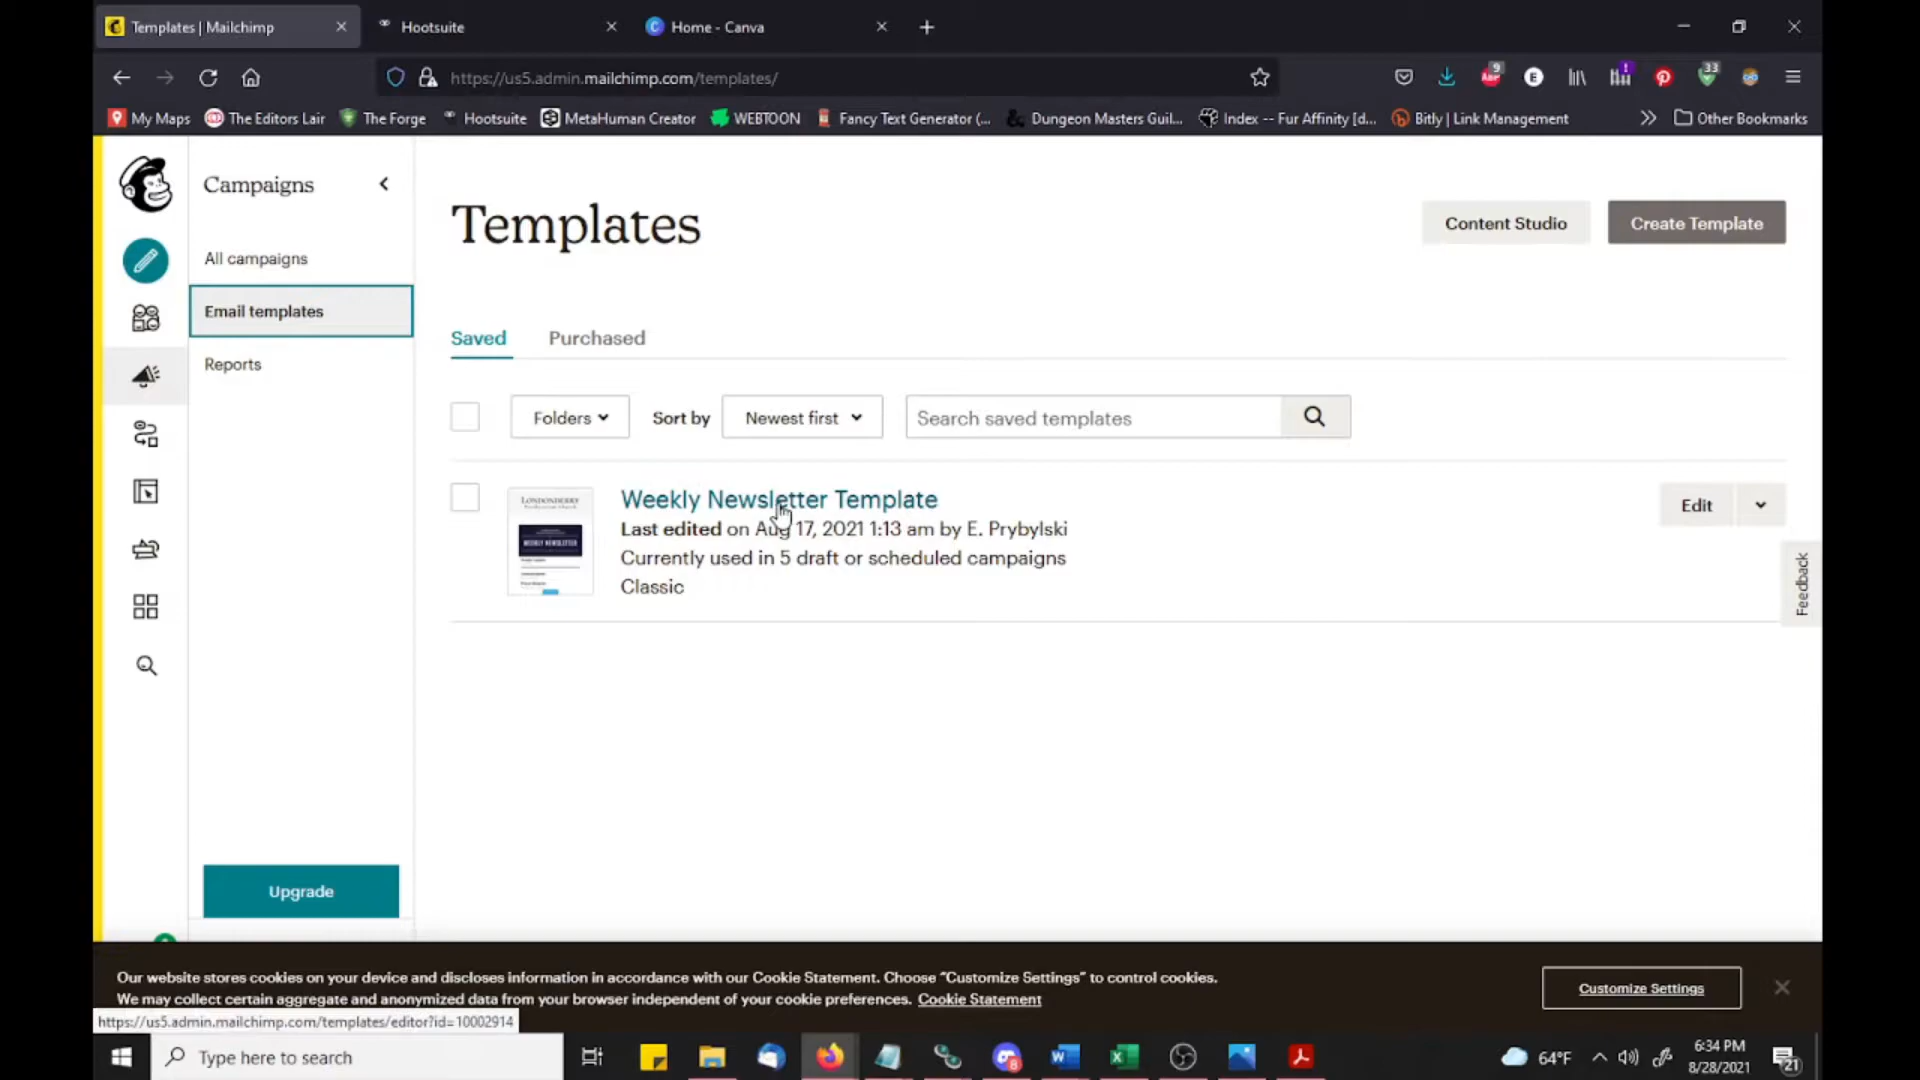 Templates | Mailchimp
Hootsuite
Home - Canva
https://us5.admin.mailchimp.com/templates/
9
1
33
My Maps
The Editors Lair
The Forge
Hootsuite
MetaHuman Creator
WEBTOON
Fancy Text Generator (...
Dungeon Masters Guil...
Index -- Fur Affinity [d...
Bitly | Link Management
Other Bookmarks
Campaigns
All campaigns
Email templates
Reports
Upgrade
Templates
Content Studio
Create Template
Saved
Purchased
Folders
Sort by
Newest first
Search saved templates
LONDONDERRY
WEEKLY NEWSLETTER
Weekly Newsletter Template
Last edited on Aug 17, 2021 1:13 am by E. Prybylski
Currently used in 5 draft or scheduled campaigns
Classic
Edit
Feedback
Our website stores cookies on your device and discloses information in accordance with our Cookie Statement. Choose “Customize Settings” to control cookies.
We may collect certain aggregate and anonymized data from your browser independent of your cookie preferences. Cookie Statement
Customize Settings
https://us5.admin.mailchimp.com/templates/editor?id=10002914
Type here to search
64°F
6:34 PM
8/28/2021
21